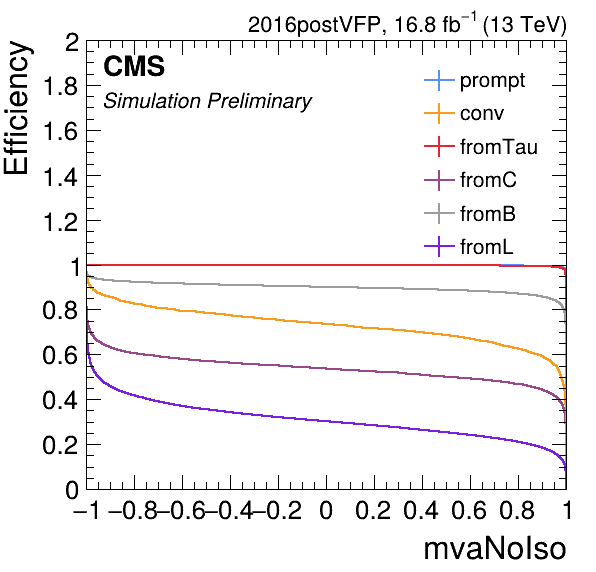 2016postVFP, 16.8 fb⁻¹ (13 TeV)
CMS
Simulation Preliminary
prompt
conv
fromTau
fromC
fromB
fromL
Efficiency
2
1.8
1.6
1.4
1.2
1
0.8
0.6
0.4
0.2
0
−1 −0.8 −0.6 −0.4 −0.2 0 0.2 0.4 0.6 0.8 1
mvaNoIso